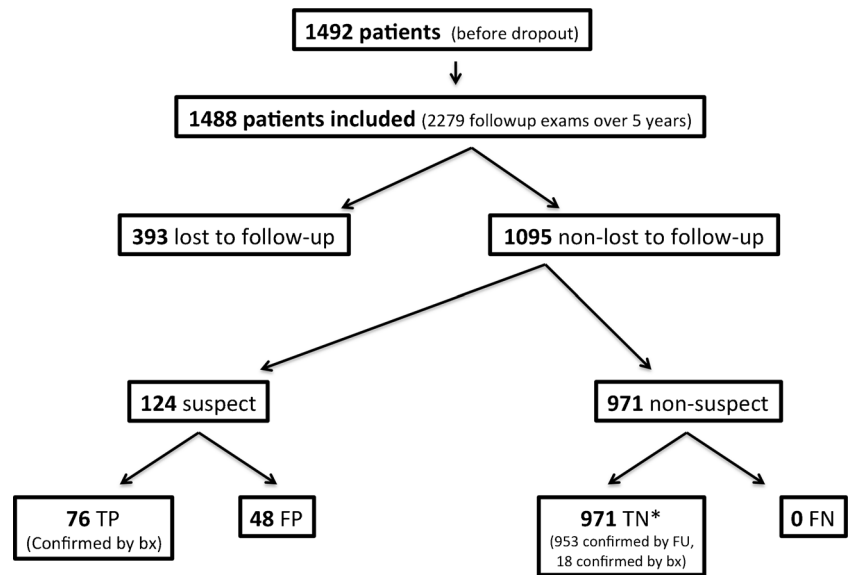 1492 patients (before dropout)
1488 patients included (2279 followup exams over 5 years)
393 lost to follow-up
1095 non-lost to follow-up
124 suspect
971 non-suspect
76 TP
(Confirmed by bx)
48 FP
971 TN*
(953 confirmed by FU,
18 confirmed by bx)
0 FN